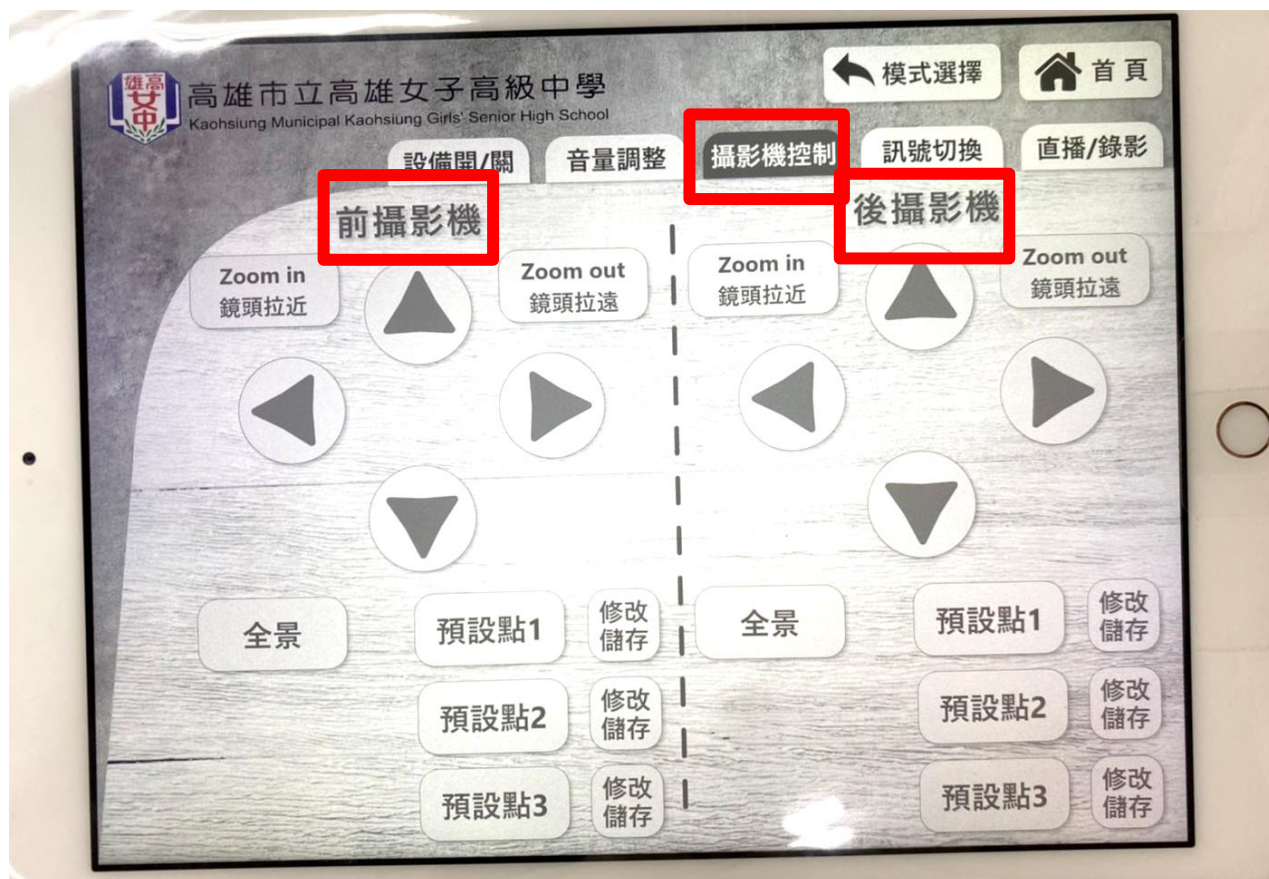 模式選擇
首頁
雄高
女中
高雄市立高雄女子高級中學
Kaohsiung Municipal Kaohsiung Girls' Senior High School
設備開/關
音量調整
攝影機控制
訊號切換
直播/錄影
前攝影機
Zoom in
鏡頭拉近
Zoom out
鏡頭拉遠
全景
預設點1
修改
儲存
預設點2
修改
儲存
預設點3
修改
儲存
後攝影機
Zoom in
鏡頭拉近
Zoom out
鏡頭拉遠
全景
預設點1
修改
儲存
預設點2
修改
儲存
預設點3
修改
儲存